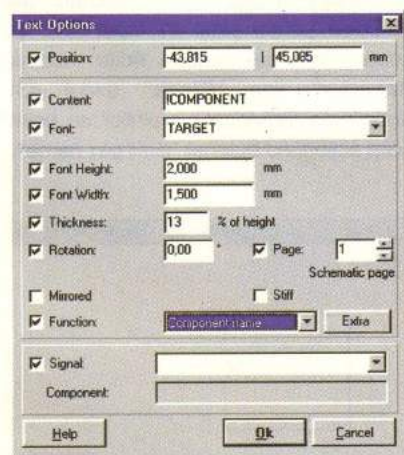 Text Options
Position: -43,815 | 45,085 mm
Content: !COMPONENT
Font: TARGET
Font Height: 2,000 mm
Font Width: 1,500 mm
Thickness: 13 % of height
Rotation: 0,00 ° Page: 1
Schematic page
Mirrored Stiff
Function: Component name Extra
Signal:
Component:
Help Ok Cancel